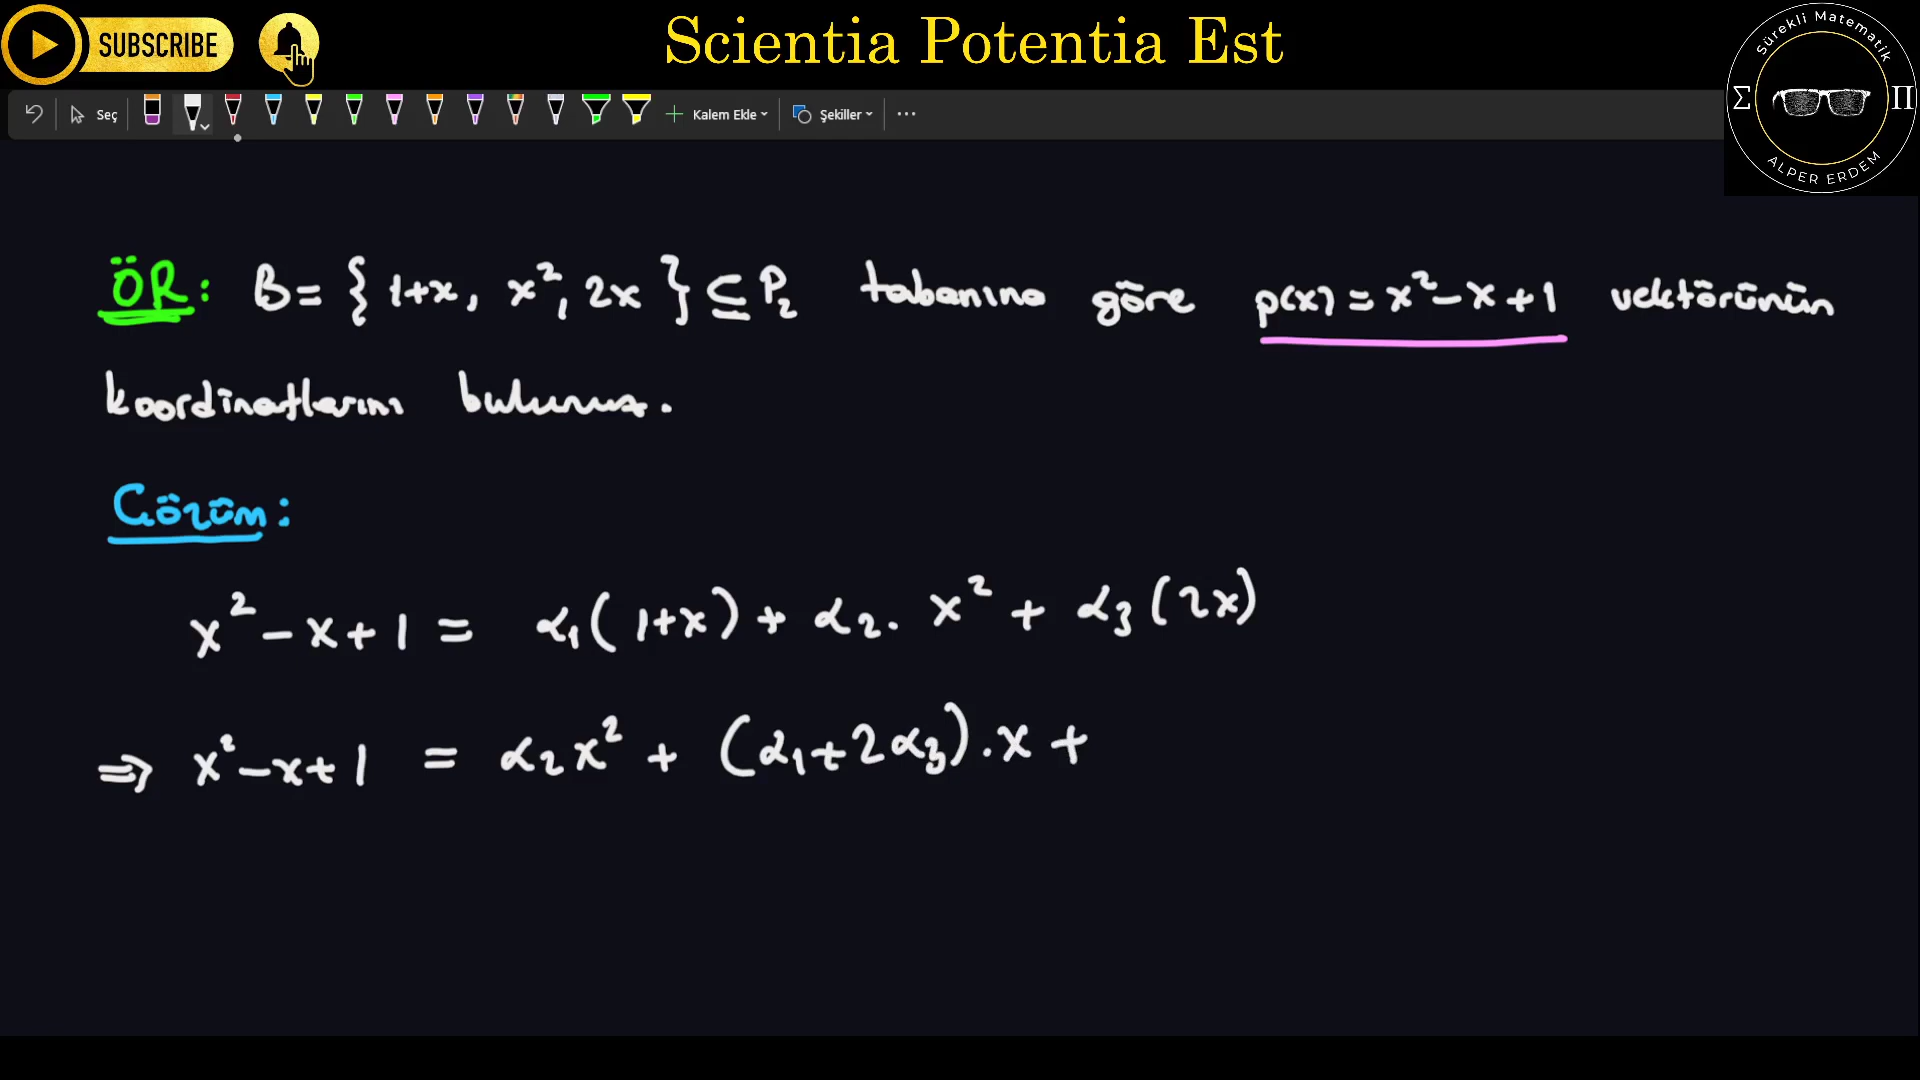 SUBSCRIBE
Scientia Potentia Est
Sürekli Matematik
Σ Π
ALPER ERDEM
Seç
Kalem Ekle
Şekiller
ÖR: B = { 1+x, x², 2x } ⊆ P₂ tabanına göre p(x) = x² - x + 1 vektörünün
koordinatlarını bulunuz.
Çözüm:
x² - x + 1 = α₁( 1+x ) + α₂. x² + α₃ (2x)
⇒ x² - x + 1 = α₂x² + (α₁+2α₃).x +